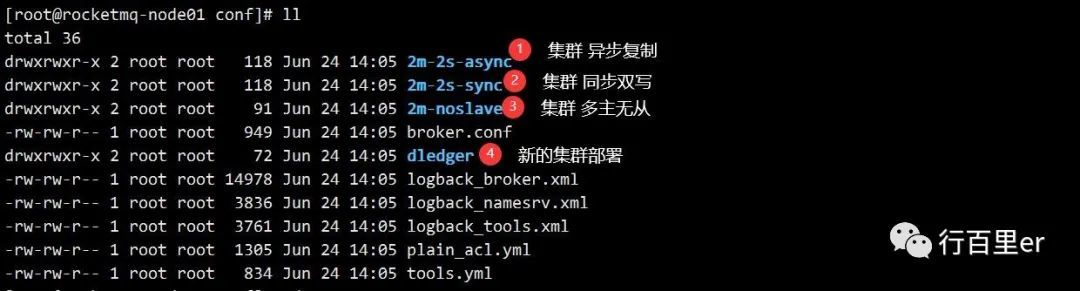 [root@rocketmq-node01 conf]# ll
total 36
drwxrwxr-x 2 root root   118 Jun 24 14:05 2m-2s-async 1 集群 异步复制
drwxrwxr-x 2 root root   118 Jun 24 14:05 2m-2s-sync 2 集群 同步双写
drwxrwxr-x 2 root root    91 Jun 24 14:05 2m-noslave 3 集群 多主无从
-rw-rw-r-- 1 root root   949 Jun 24 14:05 broker.conf
drwxrwxr-x 2 root root    72 Jun 24 14:05 dledger 4 新的集群部署
-rw-rw-r-- 1 root root 14978 Jun 24 14:05 logback_broker.xml
-rw-rw-r-- 1 root root  3836 Jun 24 14:05 logback_namesrv.xml
-rw-rw-r-- 1 root root  3761 Jun 24 14:05 logback_tools.xml
-rw-rw-r-- 1 root root  1305 Jun 24 14:05 plain_acl.yml
-rw-rw-r-- 1 root root   834 Jun 24 14:05 tools.yml
行百里er